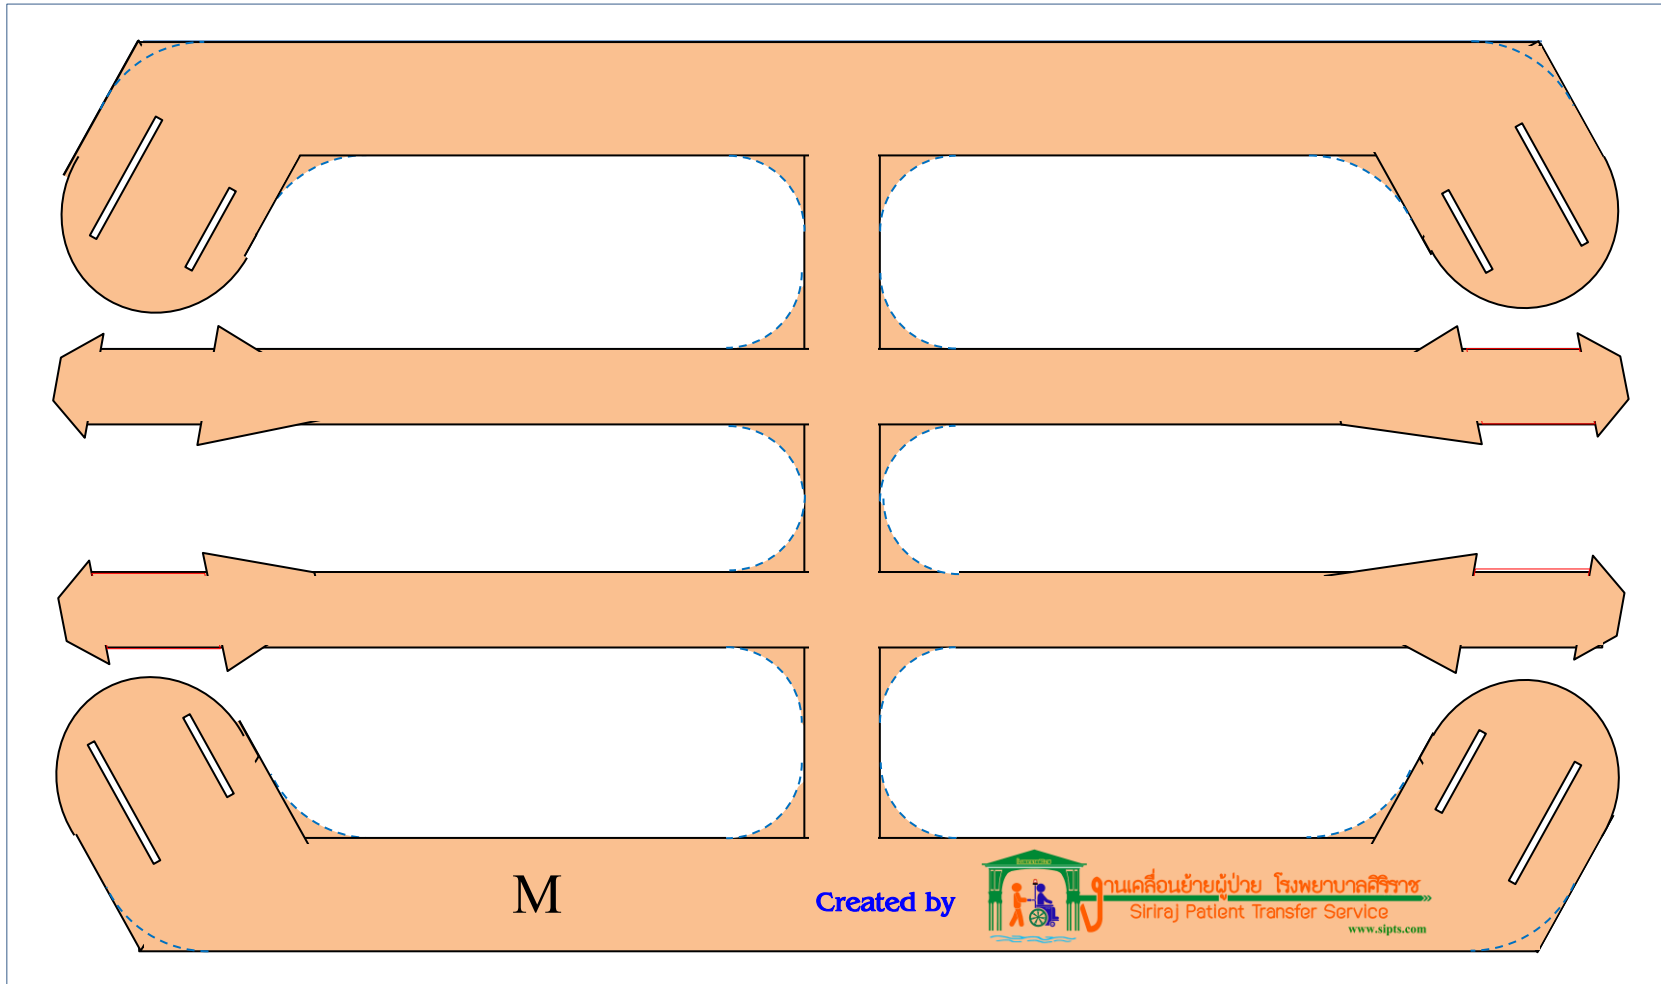 M
Created by
งานเคลื่อนย้ายผู้ป่วย โรงพยาบาลศิริราช
Siriraj Patient Transfer Service
www.sipts.com